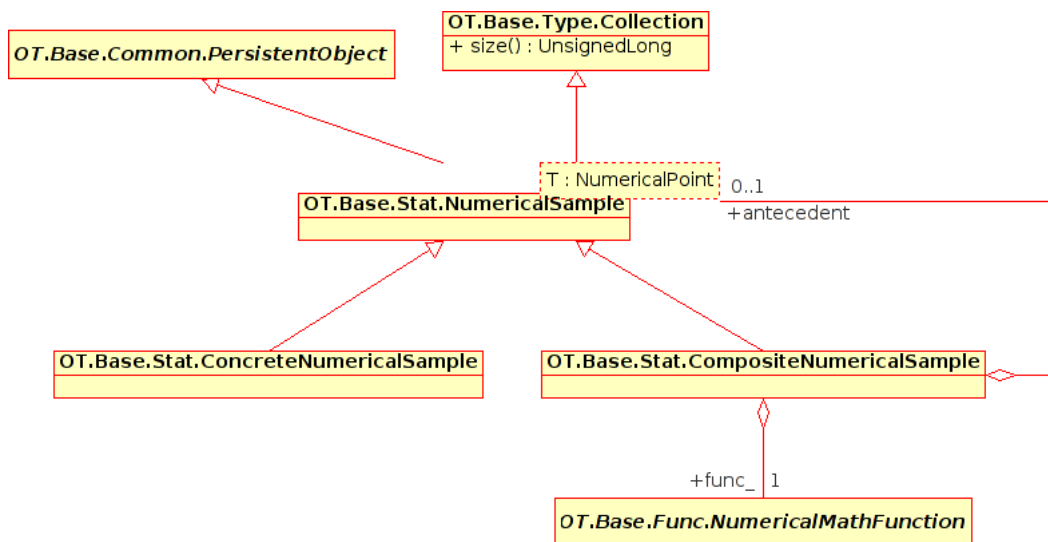 OT.Base.Type.Collection
+ size() : UnsignedLong
OT.Base.Common.PersistentObject
T : NumericalPoint
0..1
+antecedent
OT.Base.Stat.NumericalSample
OT.Base.Stat.ConcreteNumericalSample
OT.Base.Stat.CompositeNumericalSample
+func_ 1
OT.Base.Func.NumericalMathFunction